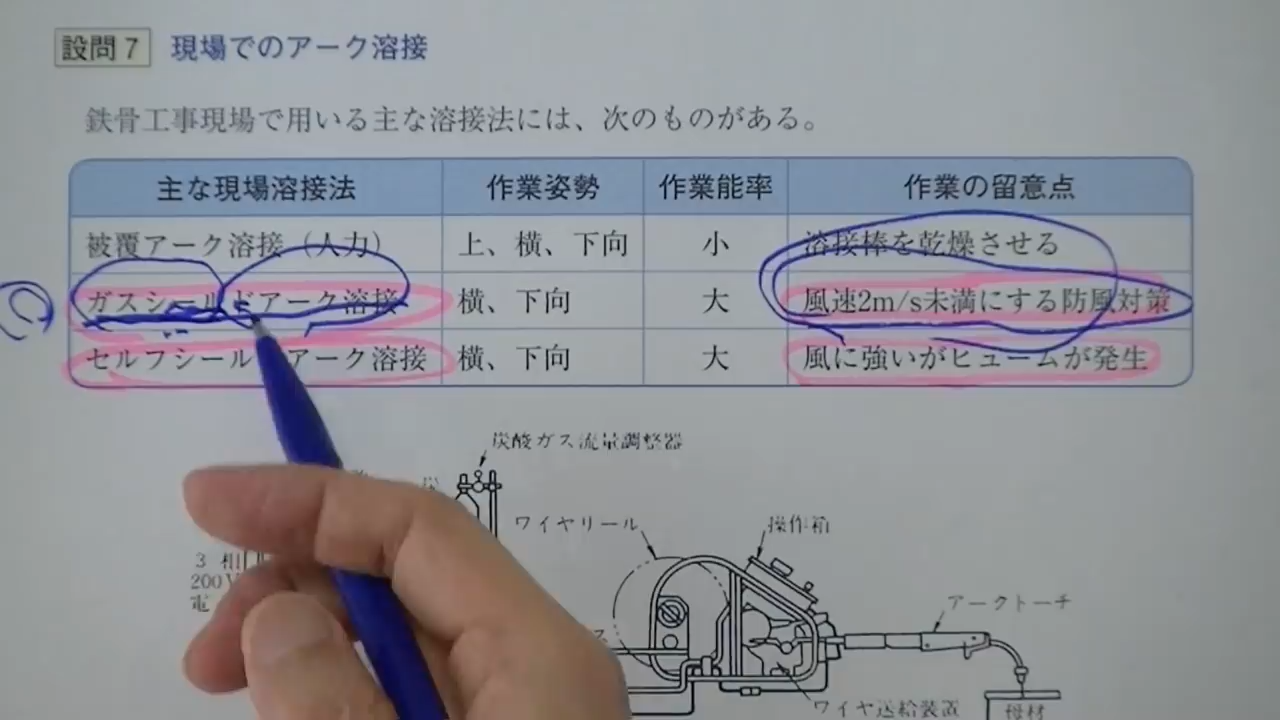 設問7 現場でのアーク溶接
鉄骨工事現場で用いる主な溶接法には、次のものがある。
主な現場溶接法 作業姿勢 作業能率 作業の留意点
被覆アーク溶接（人力） 上、横、下向 小 溶接棒を乾燥させる
ガスシールドアーク溶接 横、下向 大 風速2m/s未満にする防風対策
セルフシールドアーク溶接 横、下向 大 風に強いがヒュームが発生
炭酸ガス流量調整器
ワイヤリール 操作箱
3 相
200V
電
アークトーチ
ワイヤ送給装置
母材